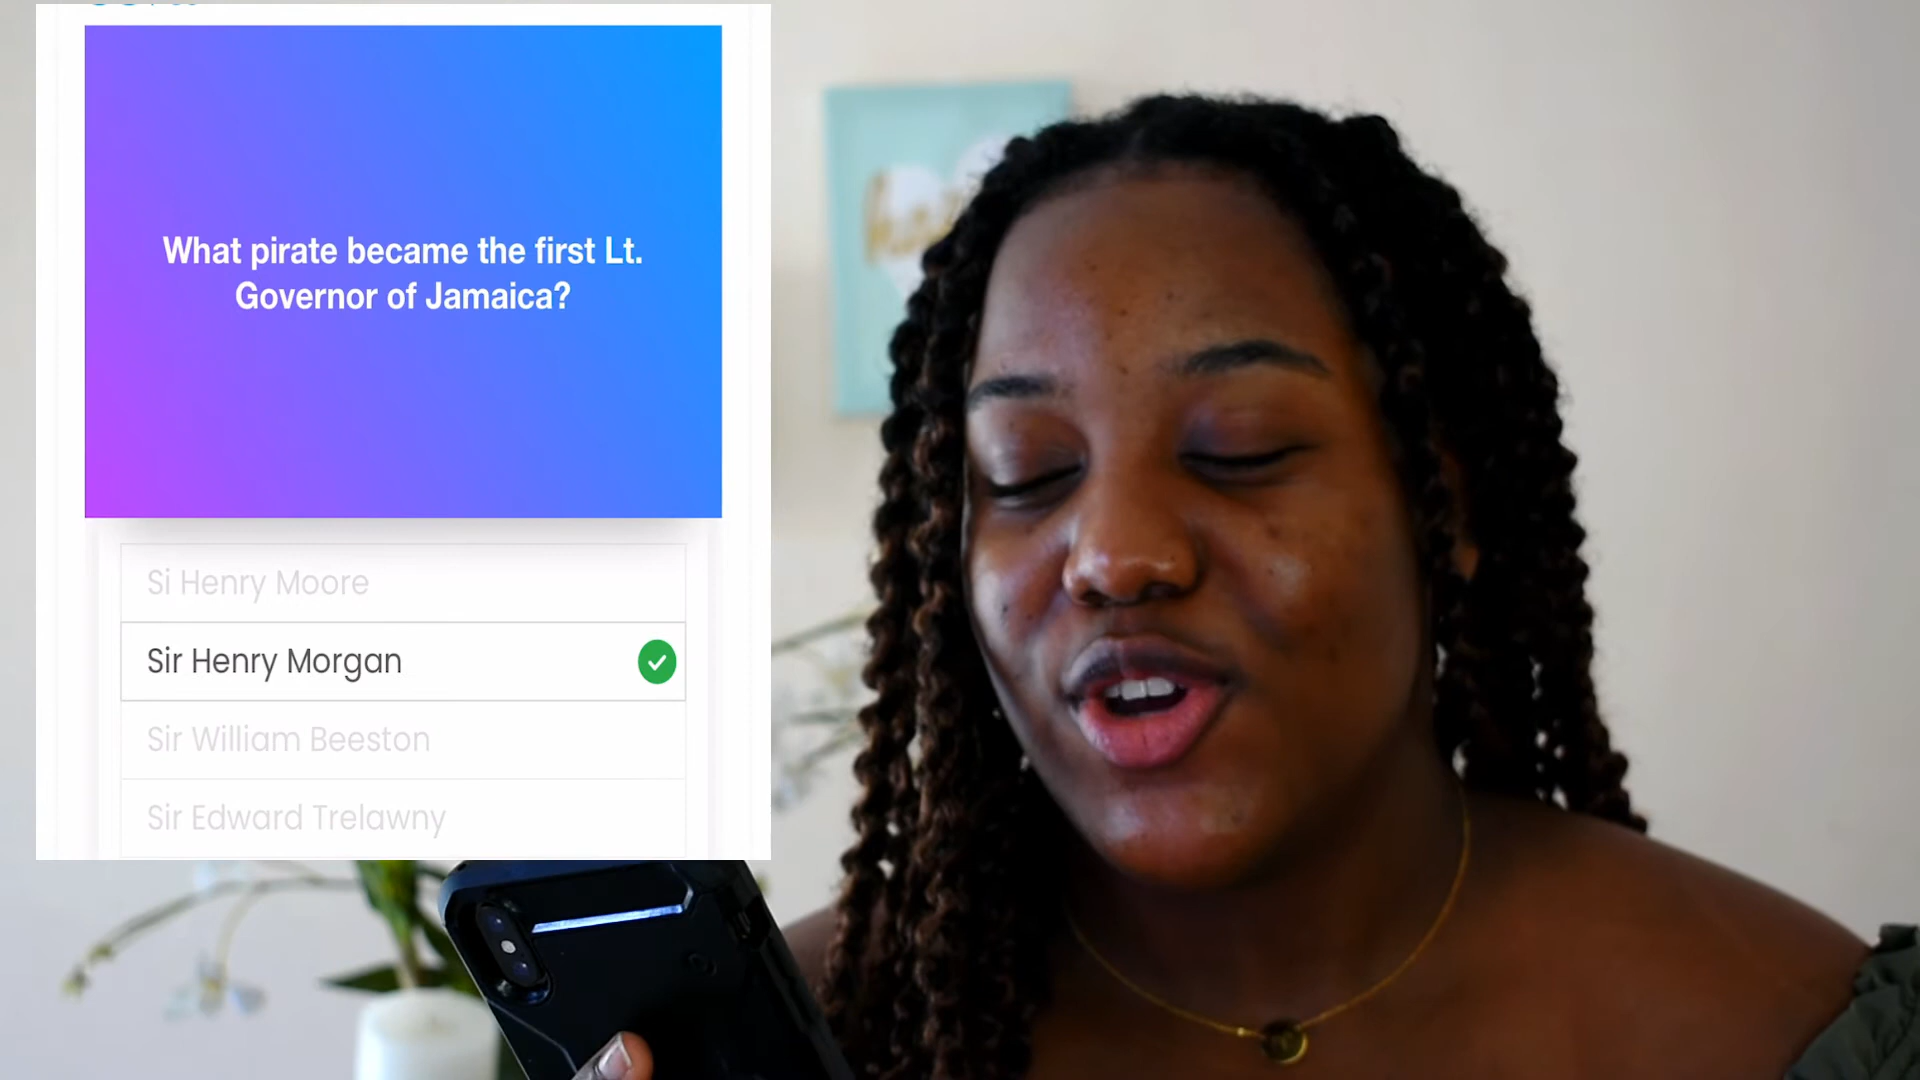 What pirate became the first Lt.
Governor of Jamaica?
Si Henry Moore
Sir Henry Morgan
Sir William Beeston
Sir Edward Trelawny